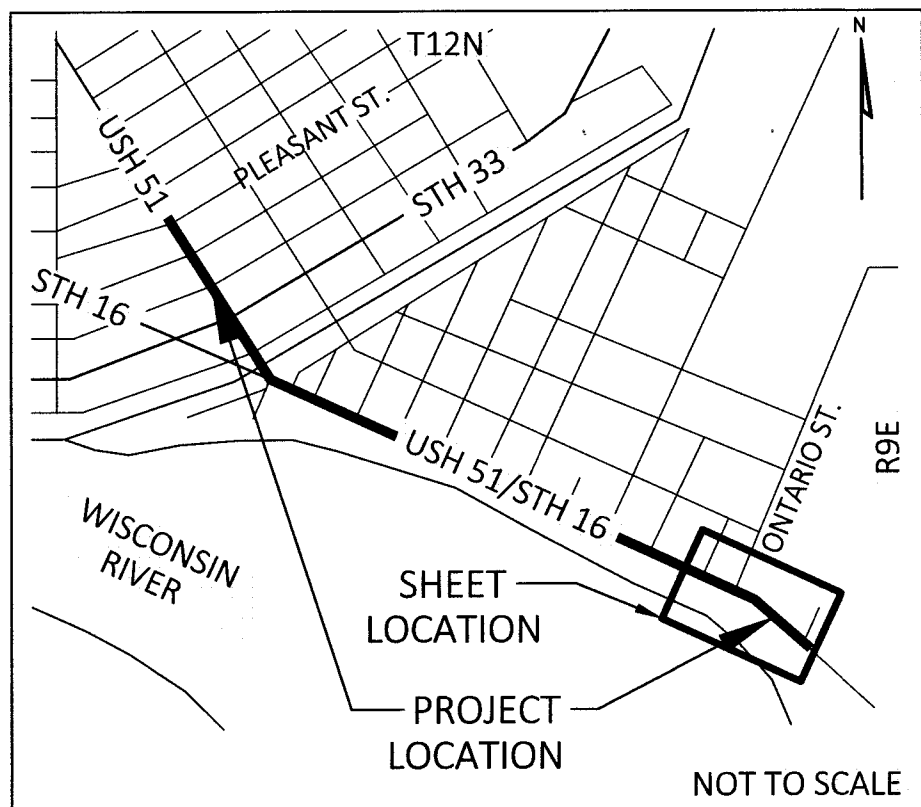 T12N
N
USH 51
PLEASANT ST.
STH 33
STH 16
ONTARIO ST.
R9E
USH 51/STH 16
WISCONSIN
RIVER
SHEET
LOCATION
PROJECT
LOCATION
NOT TO SCALE